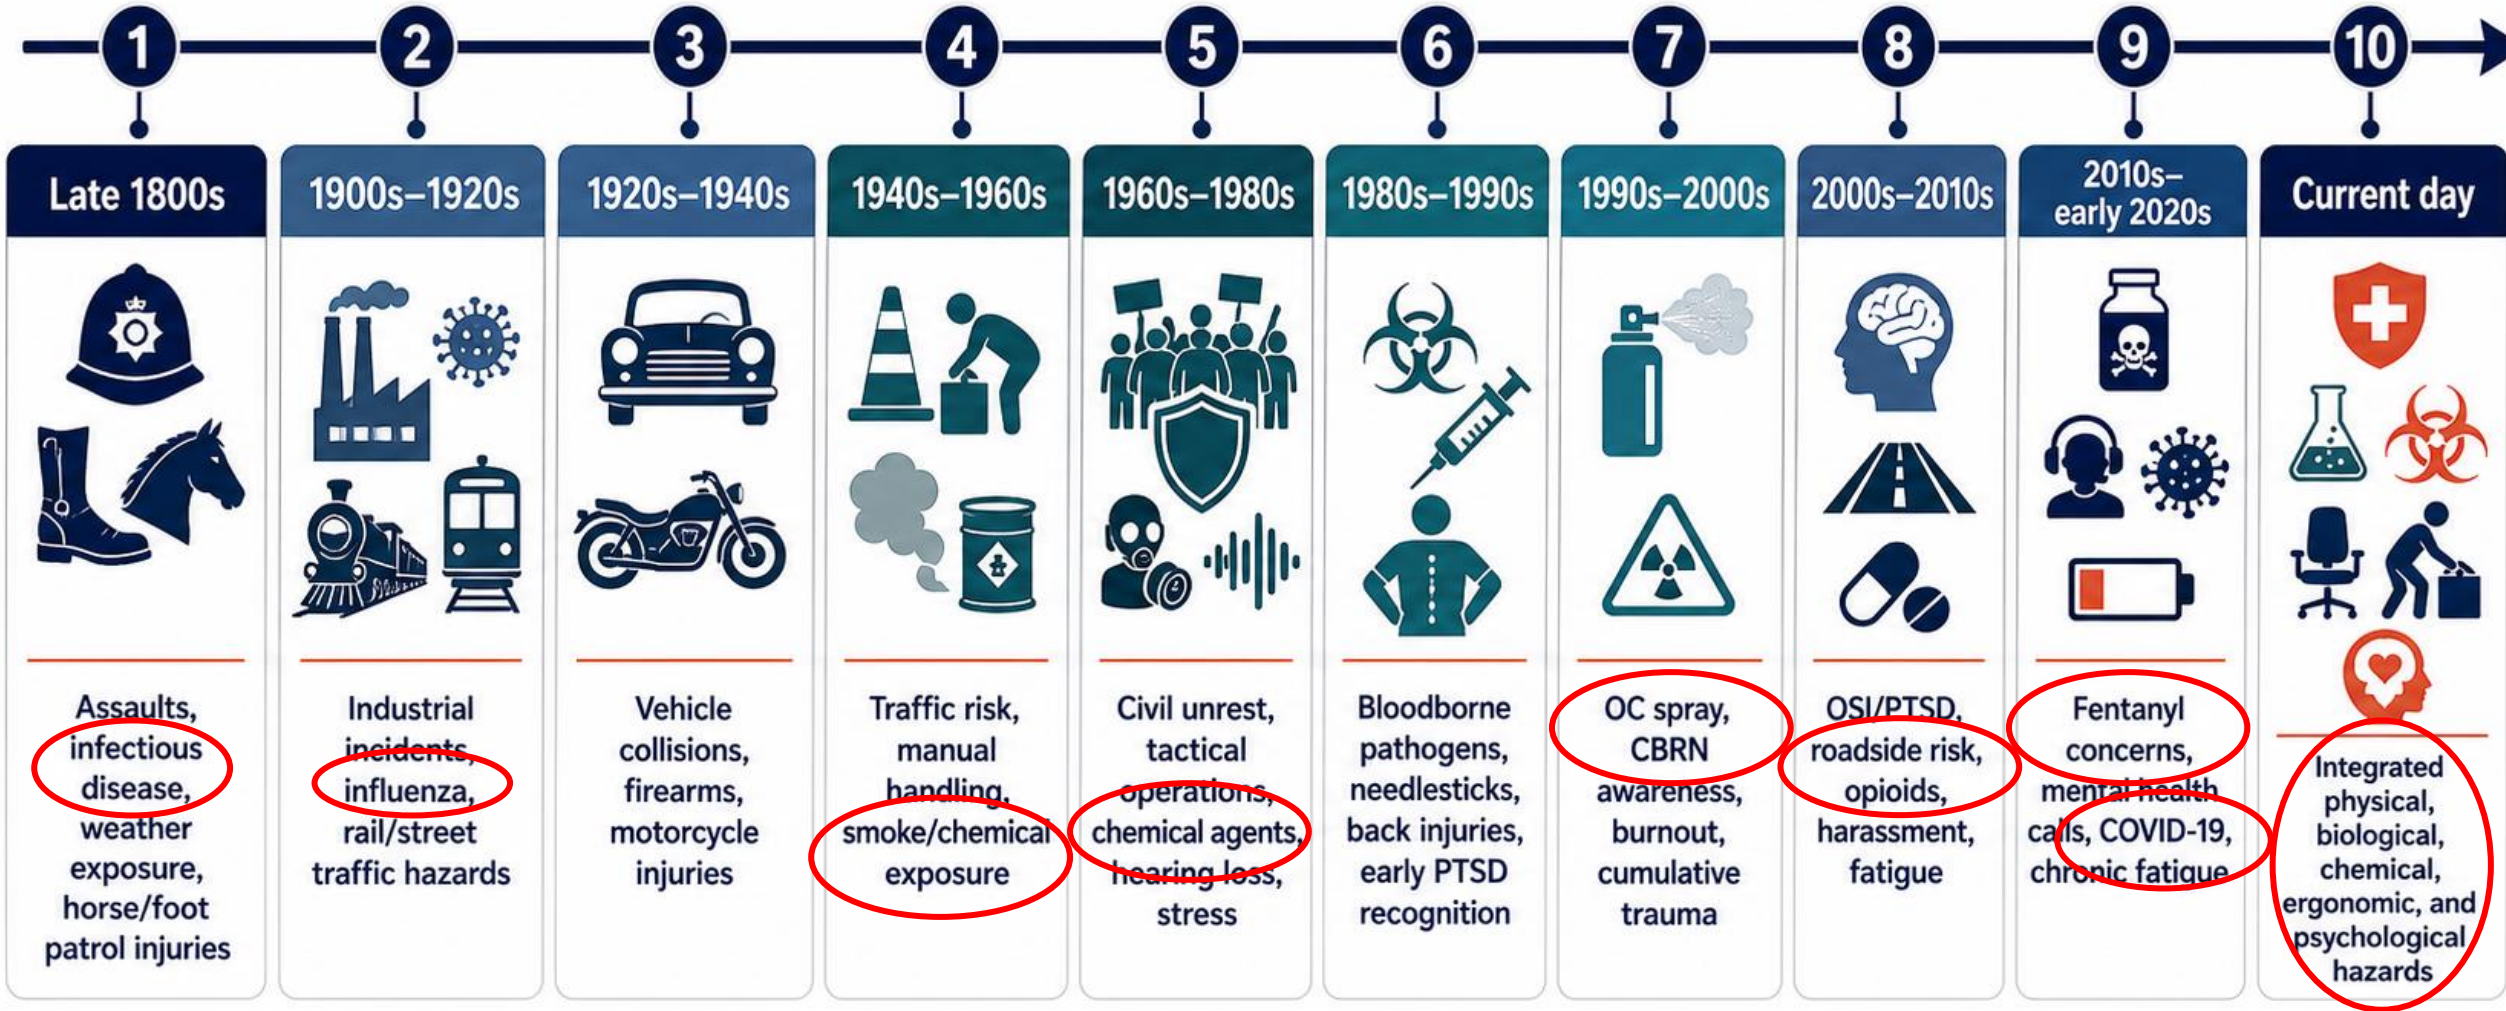 1
2
3
4
5
6
7
8
9
10
Late 1800s
Assaults,
infectious
disease,
weather
exposure,
horse/foot
patrol injuries
1900s–1920s
Industrial
incidents,
influenza,
rail/street
traffic hazards
1920s–1940s
Vehicle
collisions,
firearms,
motorcycle
injuries
1940s–1960s
Traffic risk,
manual
handling,
smoke/chemical
exposure
1960s–1980s
Civil unrest,
tactical
operations,
chemical agents,
hearing loss,
stress
1980s–1990s
Bloodborne
pathogens,
needlesticks,
back injuries,
early PTSD
recognition
1990s–2000s
OC spray,
CBRN
awareness,
burnout,
cumulative
trauma
2000s–2010s
OSI/PTSD,
roadside risk,
opioids,
harassment,
fatigue
2010s–
early 2020s
Fentanyl
concerns,
mental health
calls, COVID-19,
chronic fatigue
Current day
Integrated
physical,
biological,
chemical,
ergonomic, and
psychological
hazards